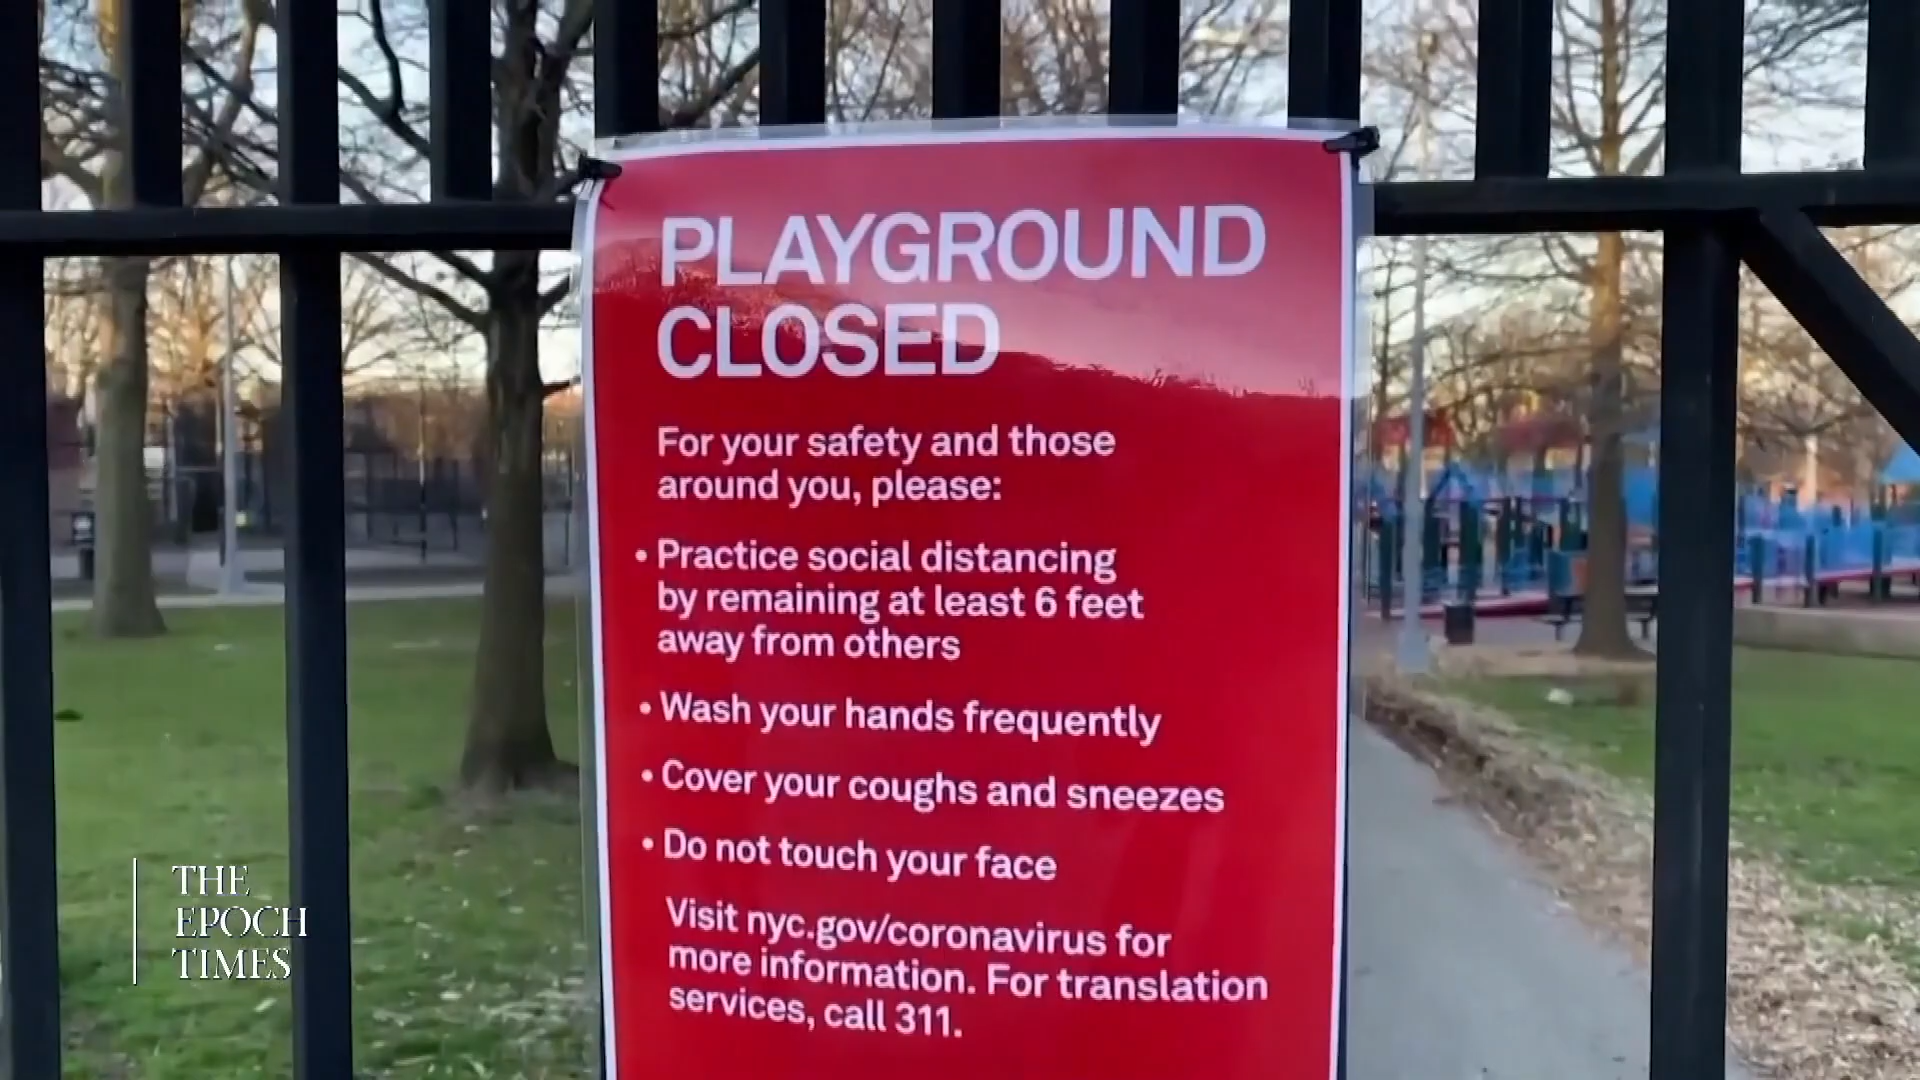 PLAYGROUND
CLOSED
For your safety and those
around you, please:
• Practice social distancing
by remaining at least 6 feet
away from others
• Wash your hands frequently
• Cover your coughs and sneezes
• Do not touch your face
Visit nyc.gov/coronavirus for
more information. For translation
services, call 311.
THE
EPOCH
TIMES